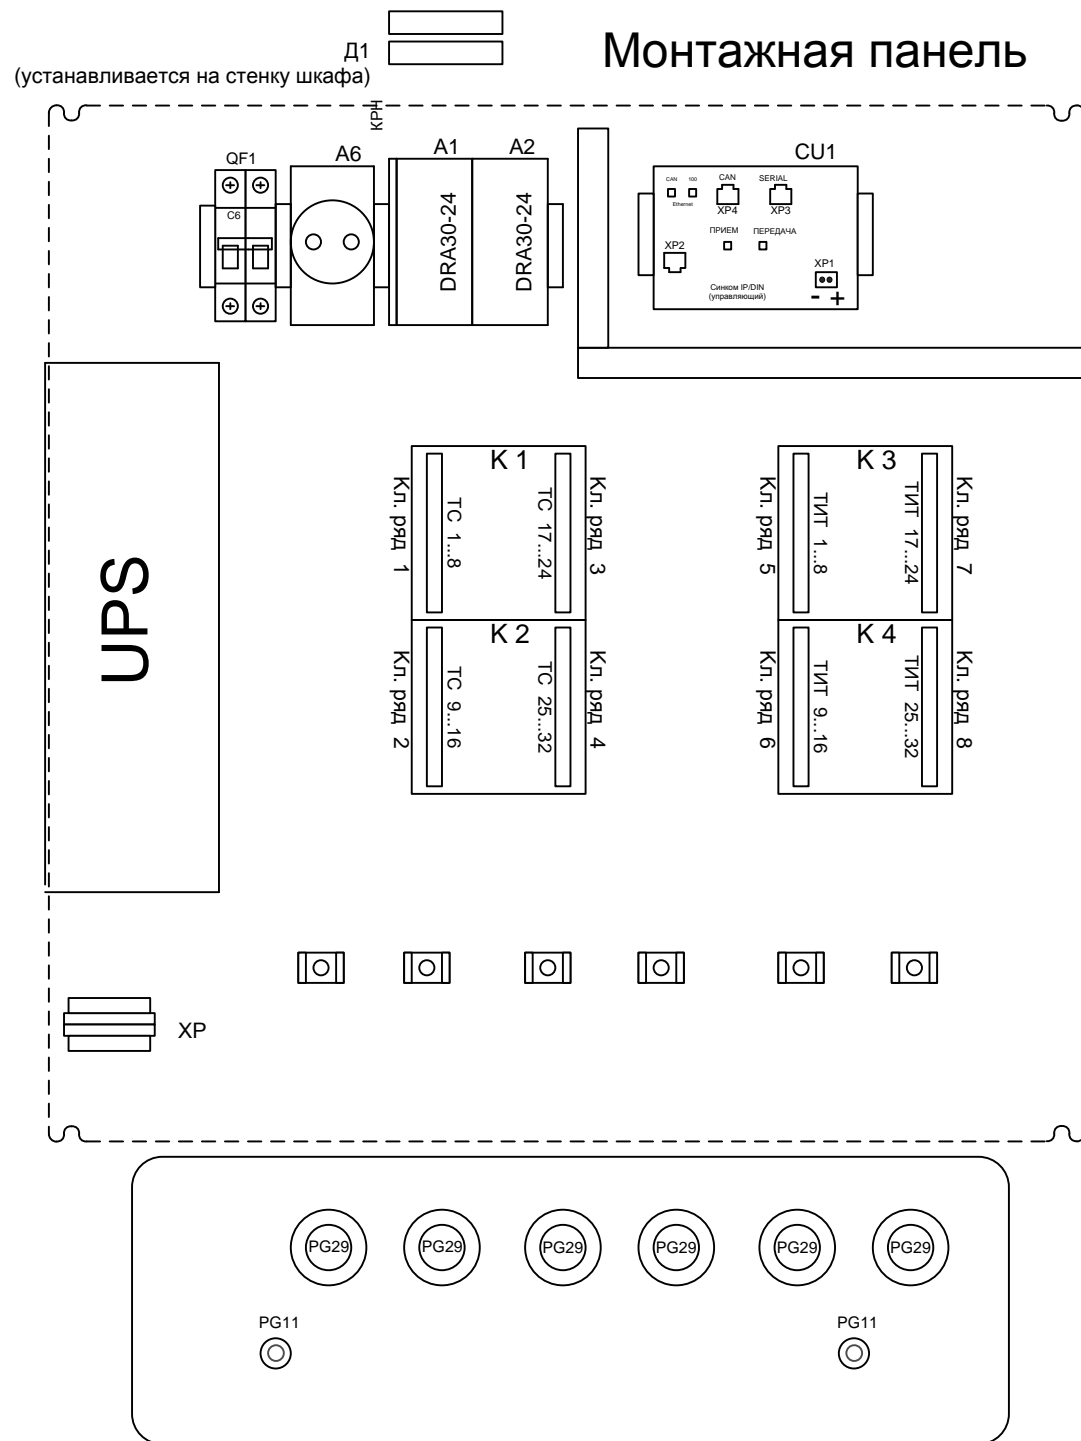 Монтажная панель
Д1
(устанавливается на стенку шкафа)
КРН
QF1
A6
A1
A2
CU1
C6
DRA30-24
DRA30-24
CAN
100
Ethernet
CAN
XP4
SERIAL
XP3
ПРИЕМ
ПЕРЕДАЧА
XP2
XP1
Синком IP/DIN
(управляющий)
- +
UPS
K 1
Кл. ряд 1
ТС 1...8
ТС 17...24
Кл. ряд 3
K 2
Кл. ряд 2
ТС 9...16
ТС 25...32
Кл. ряд 4
K 3
Кл. ряд 5
ТИТ 1...8
ТИТ 17...24
Кл. ряд 7
K 4
Кл. ряд 6
ТИТ 9...16
ТИТ 25...32
Кл. ряд 8
XP
PG29
PG29
PG29
PG29
PG29
PG29
PG11
PG11